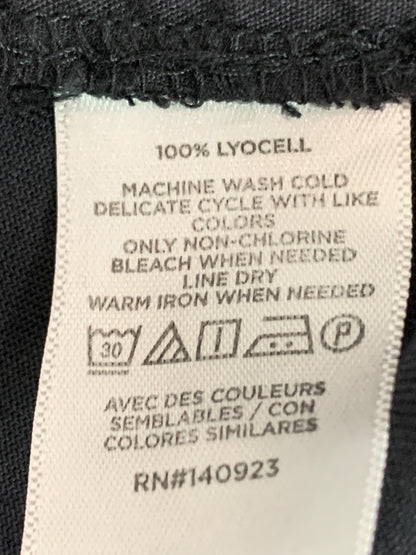 100% LYOCELL
MACHINE WASH COLD
DELICATE CYCLE WITH LIKE
COLORS
ONLY NON-CHLORINE
BLEACH WHEN NEEDED
LINE DRY
WARM IRON WHEN NEEDED
30 P
AVEC DES COULEURS
SEMBLABLES / CON
COLORES SIMILARES
RN#140923